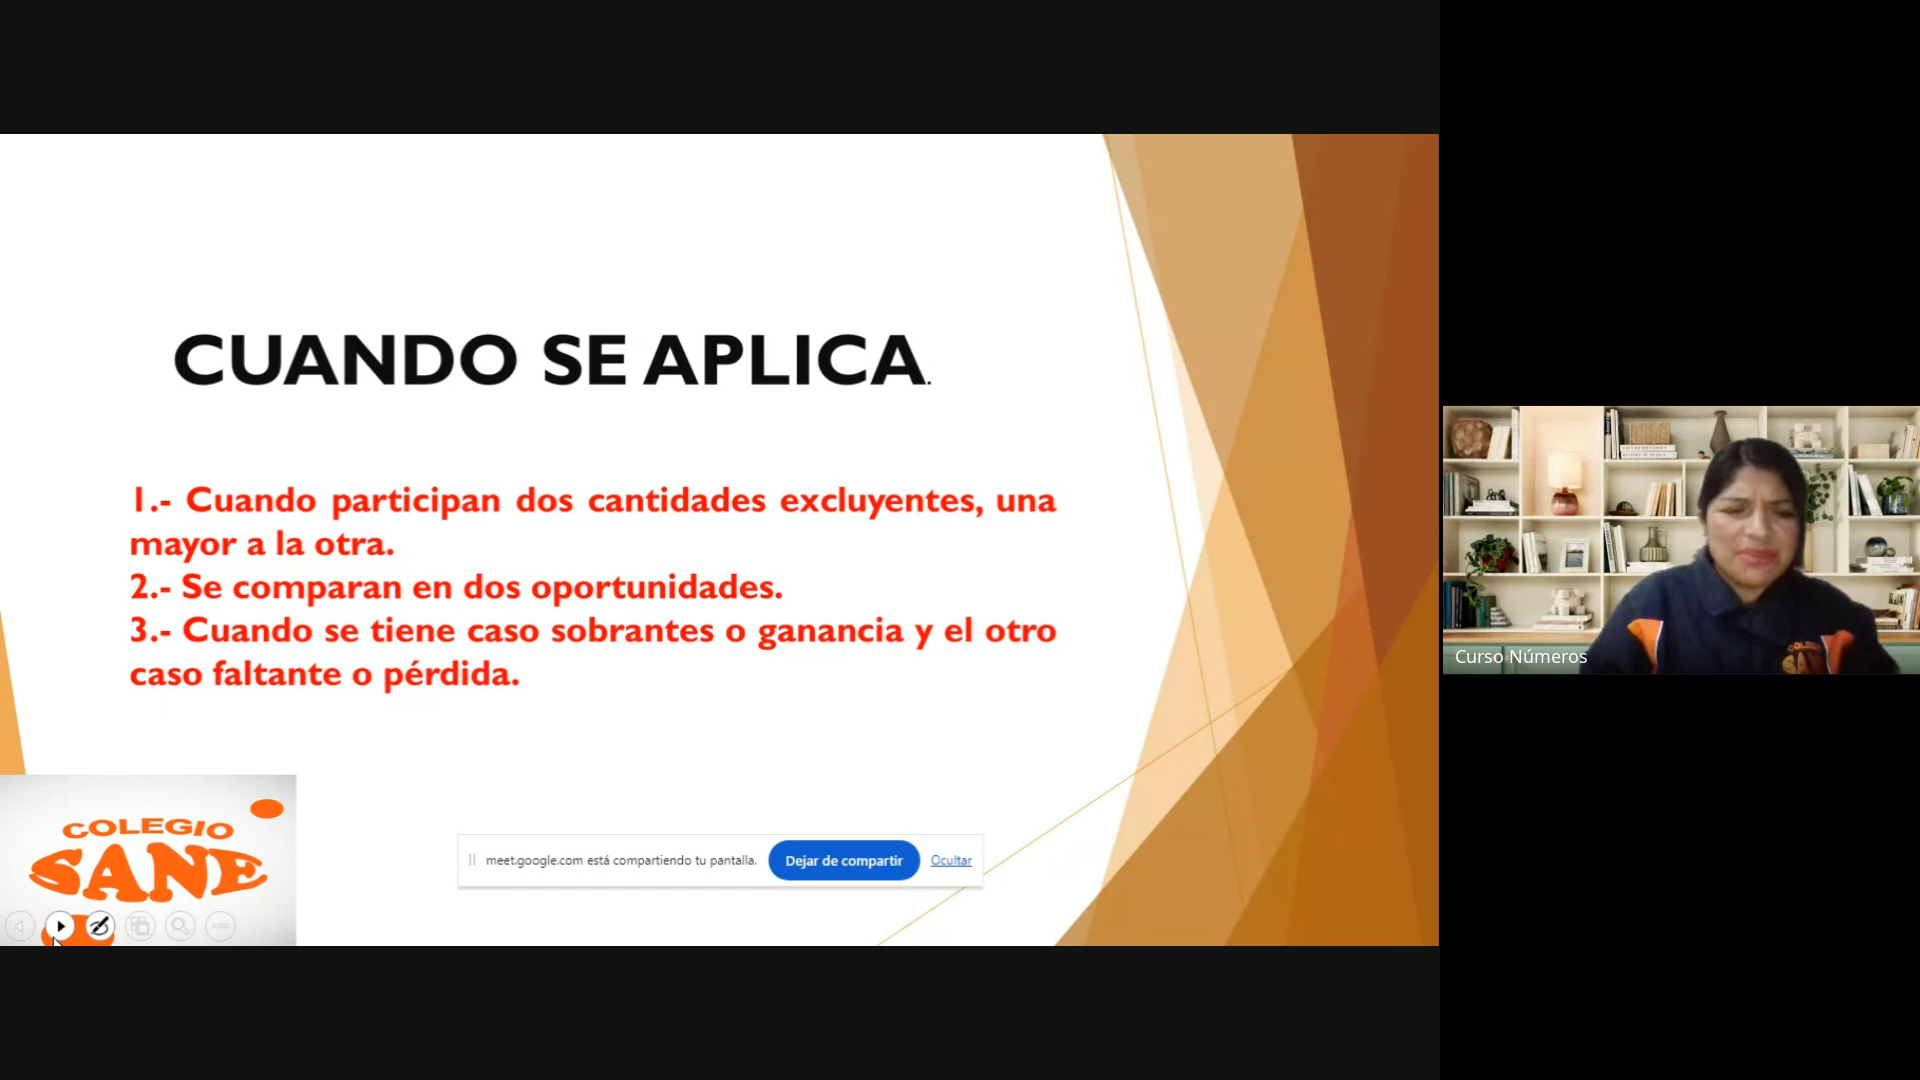 CUANDO SE APLICA.
1.- Cuando participan dos cantidades excluyentes, una
mayor a la otra.
2.- Se comparan en dos oportunidades.
3.- Cuando se tiene caso sobrantes o ganancia y el otro
caso faltante o pérdida.
COLEGIO
SANE
meet.google.com está compartiendo tu pantalla.
Dejar de compartir
Ocultar
Curso Números